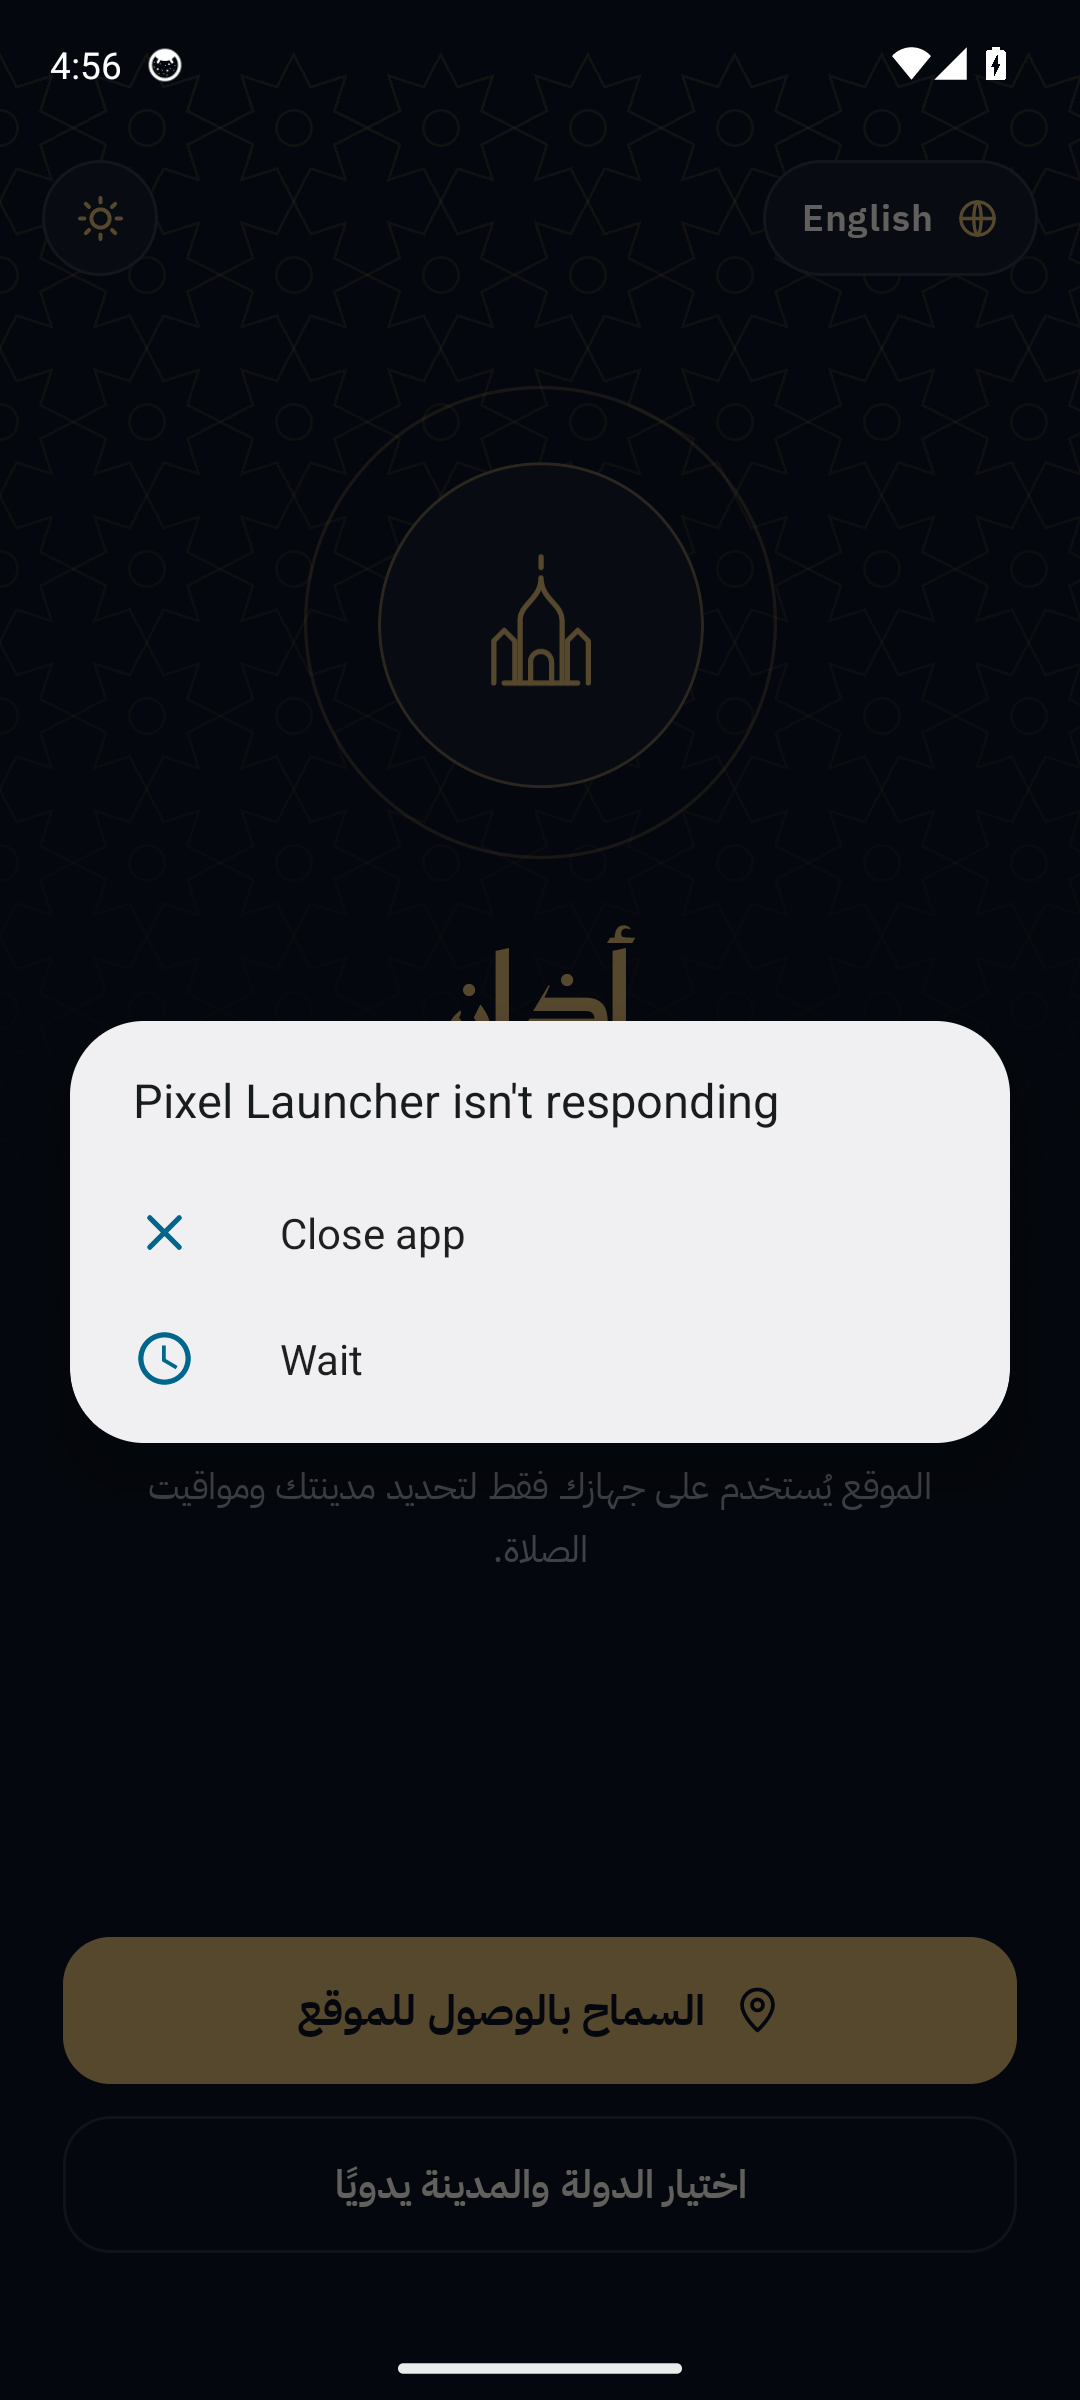 4:56
English
أذان
Pixel Launcher isn't responding
Close app
Wait
الموقع يُستخدم على جهازك فقط لتحديد مدينتك ومواقيت
الصلاة.
السماح بالوصول للموقع
اختيار الدولة والمدينة يدويًا